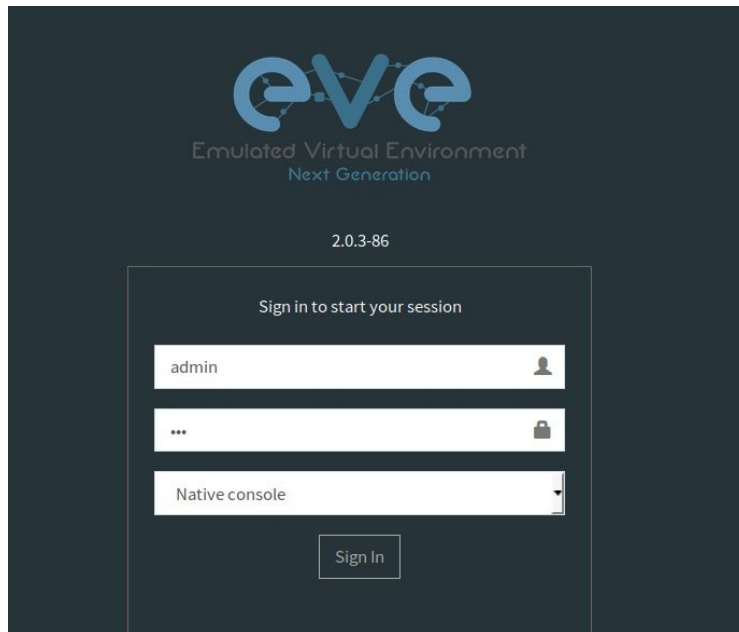 eve
Emulated Virtual Environment
Next Generation
2.0.3-86
Sign in to start your session
admin
•••
Native console
Sign In